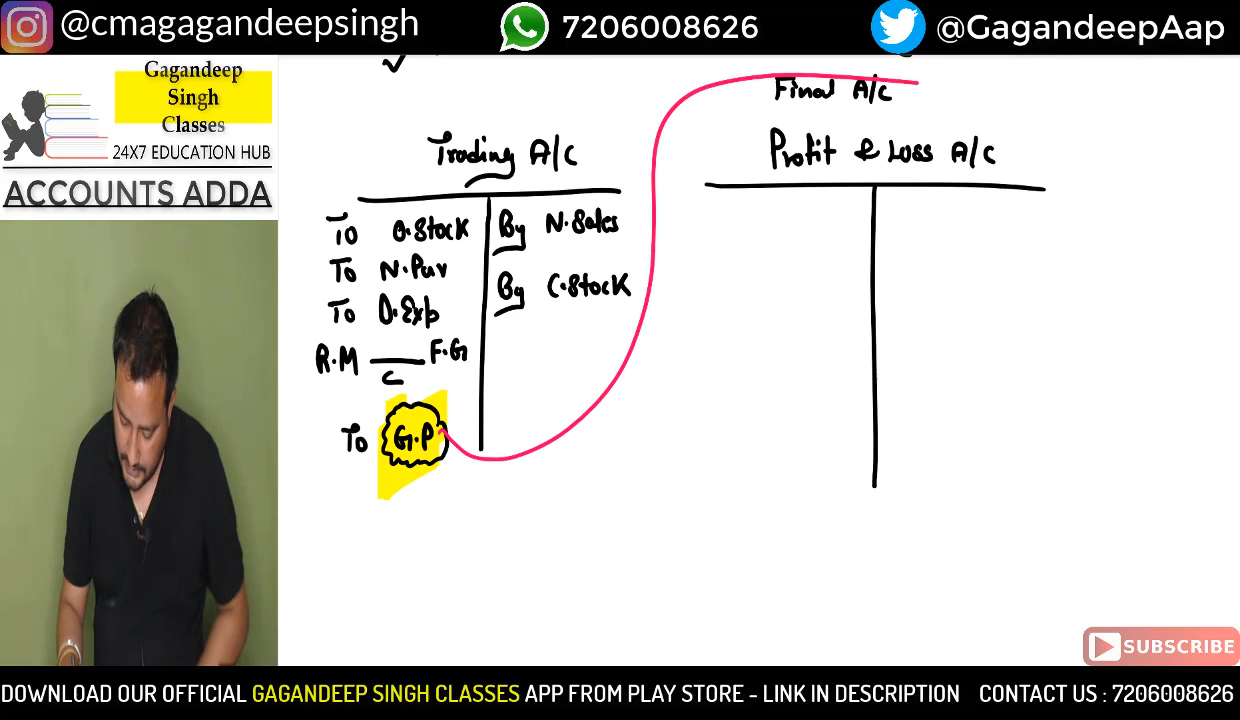 @cmagagandeepsingh 7206008626 @GagandeepAap
Gagandeep
Singh
Classes
24X7 EDUCATION HUB
ACCOUNTS ADDA
Final A/c
Trading A/C
Profit & Loss A/C
To O.Stock By N.Sales
To N.Pur
By C.Stock
To D.Exp
R.M F.G
C
To G.P
SUBSCRIBE
DOWNLOAD OUR OFFICIAL GAGANDEEP SINGH CLASSES APP FROM PLAY STORE - LINK IN DESCRIPTION CONTACT US : 7206008626